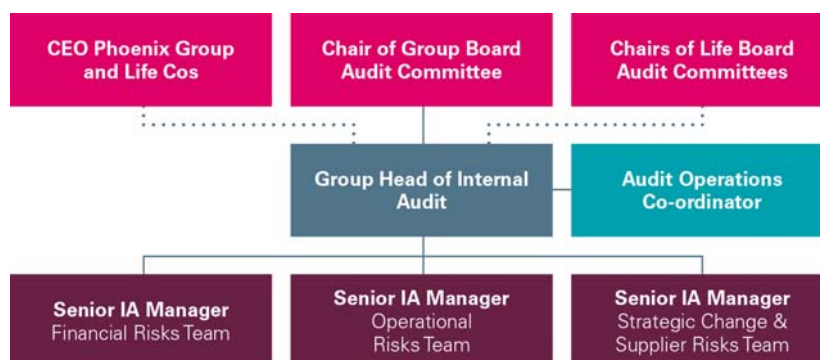 CEO Phoenix Group
and Life Cos
Chair of Group Board
Audit Committee
Chairs of Life Board
Audit Committees
Group Head of Internal
Audit
Audit Operations
Co-ordinator
Senior IA Manager
Financial Risks Team
Senior IA Manager
Operational
Risks Team
Senior IA Manager
Strategic Change &
Supplier Risks Team